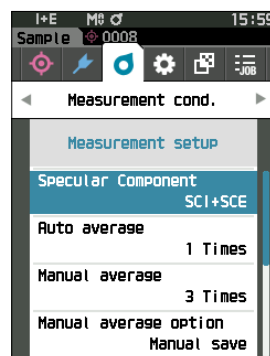 I+E M0 ♂ 15:59
Sample 0008
-JOB
Measurement cond.
Measurement setup
Specular Component
SCI+SCE
Auto average
1 Times
Manual average
3 Times
Manual average option
Manual save